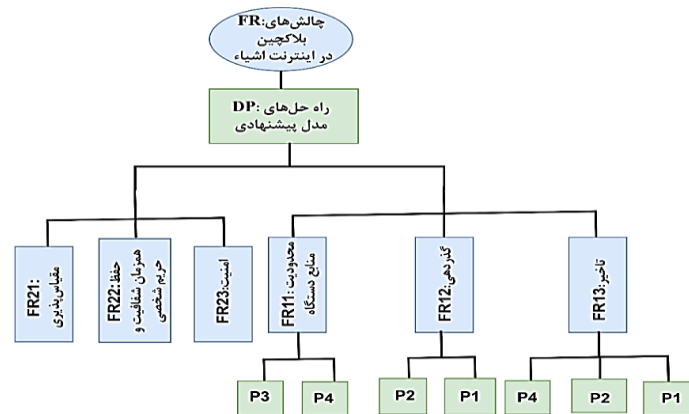 چالش‌های:FR
بلاکچین
در اینترنت اشیاء
راه حل‌های :DP
مدل پیشنهادی
FR21:
مقیاس‌پذیری
FR22:حفظ
همزمان شفافیت و
حریم شخصی
FR23:امنیت
FR11: محدودیت
منابع دستگاه
FR12:گذردهی
FR13:تاخیر
P3
P4
P2
P1
P4
P2
P1